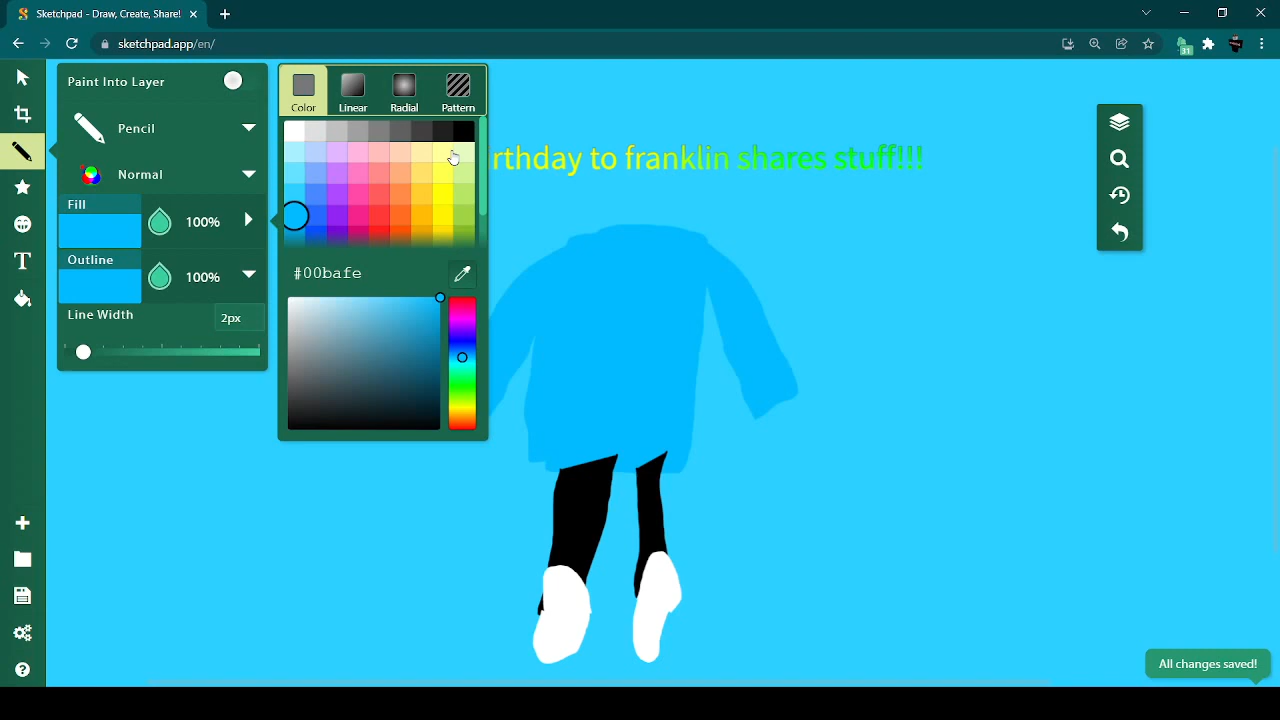 Sketchpad - Draw, Create, Share!
sketchpad.app/en/
31
Paint Into Layer
Pencil
Normal
Fill
100%
Outline
100%
Line Width
2px
Color
Linear
Radial
Pattern
#00bafe
rthday to franklin shares stuff!!!
All changes saved!